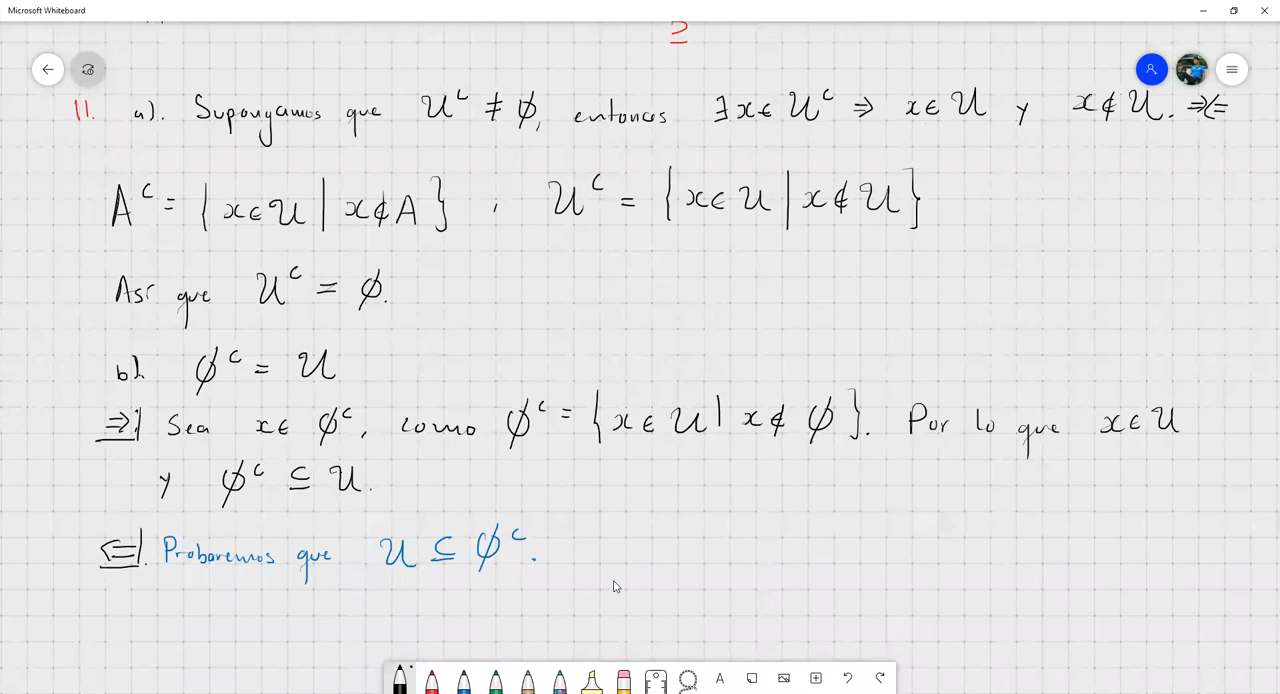 Microsoft Whiteboard
⊇
11. a). Supongamos que 𝒰ᶜ ≠ ∅, entonces ∃ x ∈ 𝒰ᶜ ⇒ x ∈ 𝒰 y x ∉ 𝒰. ⇒⇐
Aᶜ = { x ∈ 𝒰 | x ∉ A } , 𝒰ᶜ = { x ∈ 𝒰 | x ∉ 𝒰 }
Así que 𝒰ᶜ = ∅.
b). ∅ᶜ = 𝒰
⇒| Sea x ∈ ∅ᶜ, como ∅ᶜ = { x ∈ 𝒰 | x ∉ ∅ }. Por lo que x ∈ 𝒰
y ∅ᶜ ⊆ 𝒰.
⇐|. Probaremos que 𝒰 ⊆ ∅ᶜ.